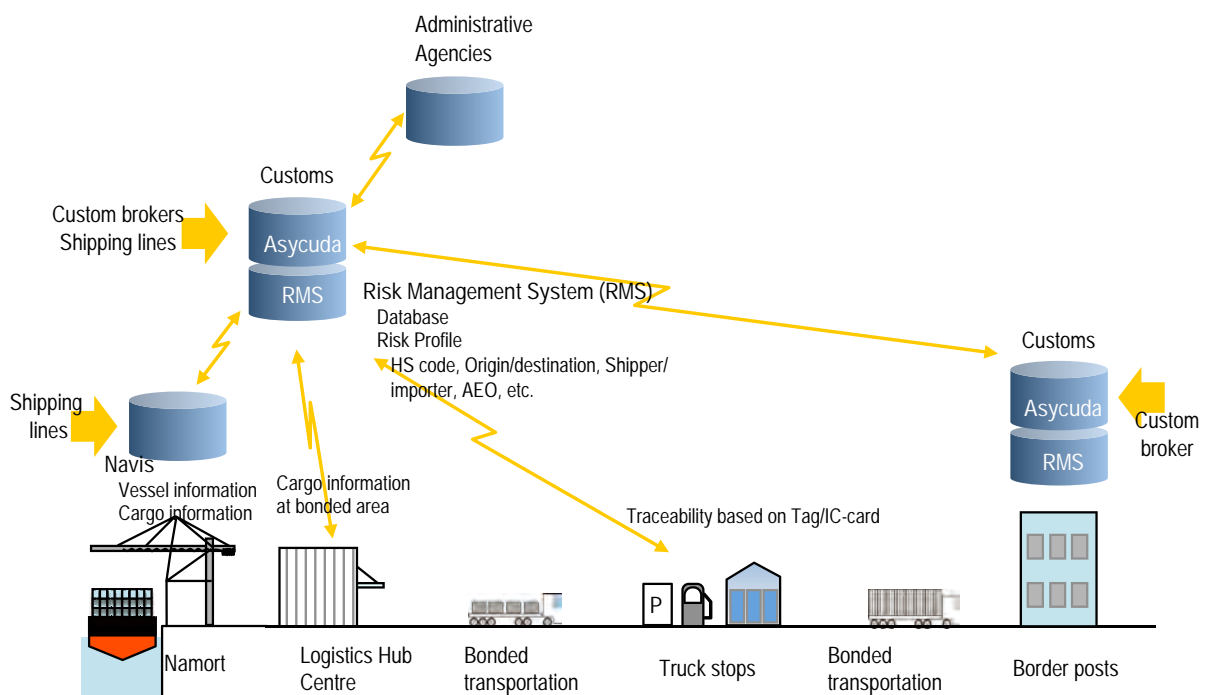 Administrative
Agencies
Customs
Custom brokers
Shipping lines
Asycuda
RMS
Risk Management System (RMS)
Database
Risk Profile
HS code, Origin/destination, Shipper/
importer, AEO, etc.
Customs
Asycuda
RMS
Custom
broker
Shipping
lines
Navis
Vessel information
Cargo information
Cargo information
at bonded area
Traceability based on Tag/IC-card
P
Namort
Logistics Hub
Centre
Bonded
transportation
Truck stops
Bonded
transportation
Border posts